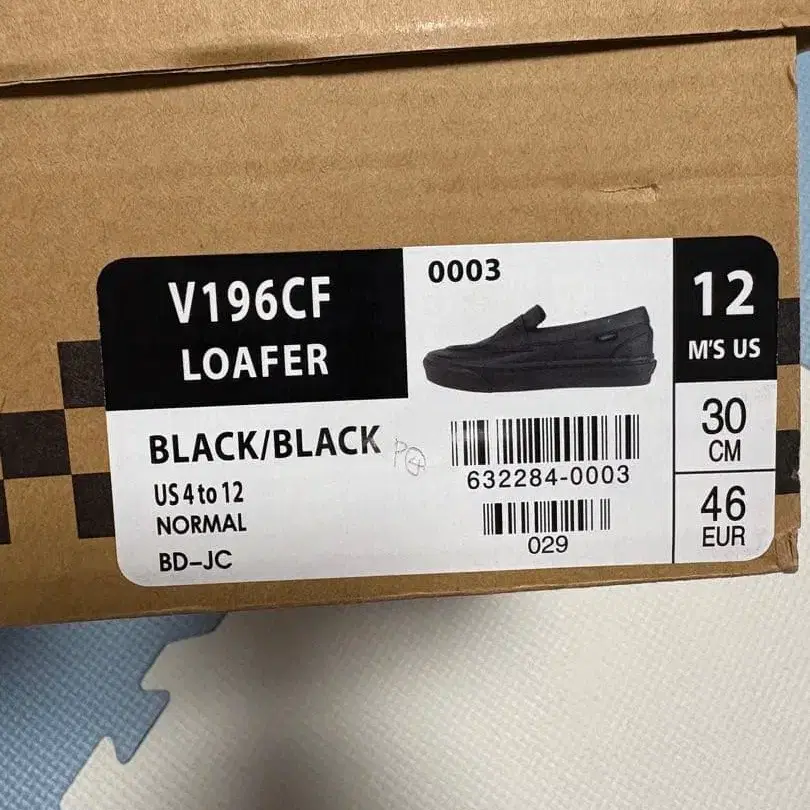 V196CF
LOAFER
BLACK/BLACK
US 4 to 12
NORMAL
BD-JC
0003
632284-0003
029
12
M'S US
30
CM
46
EUR